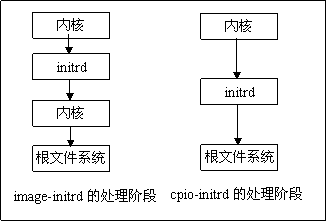 内核
initrd
内核
根文件系统
image-initrd 的处理阶段
内核
initrd
根文件系统
cpio-initrd 的处理阶段